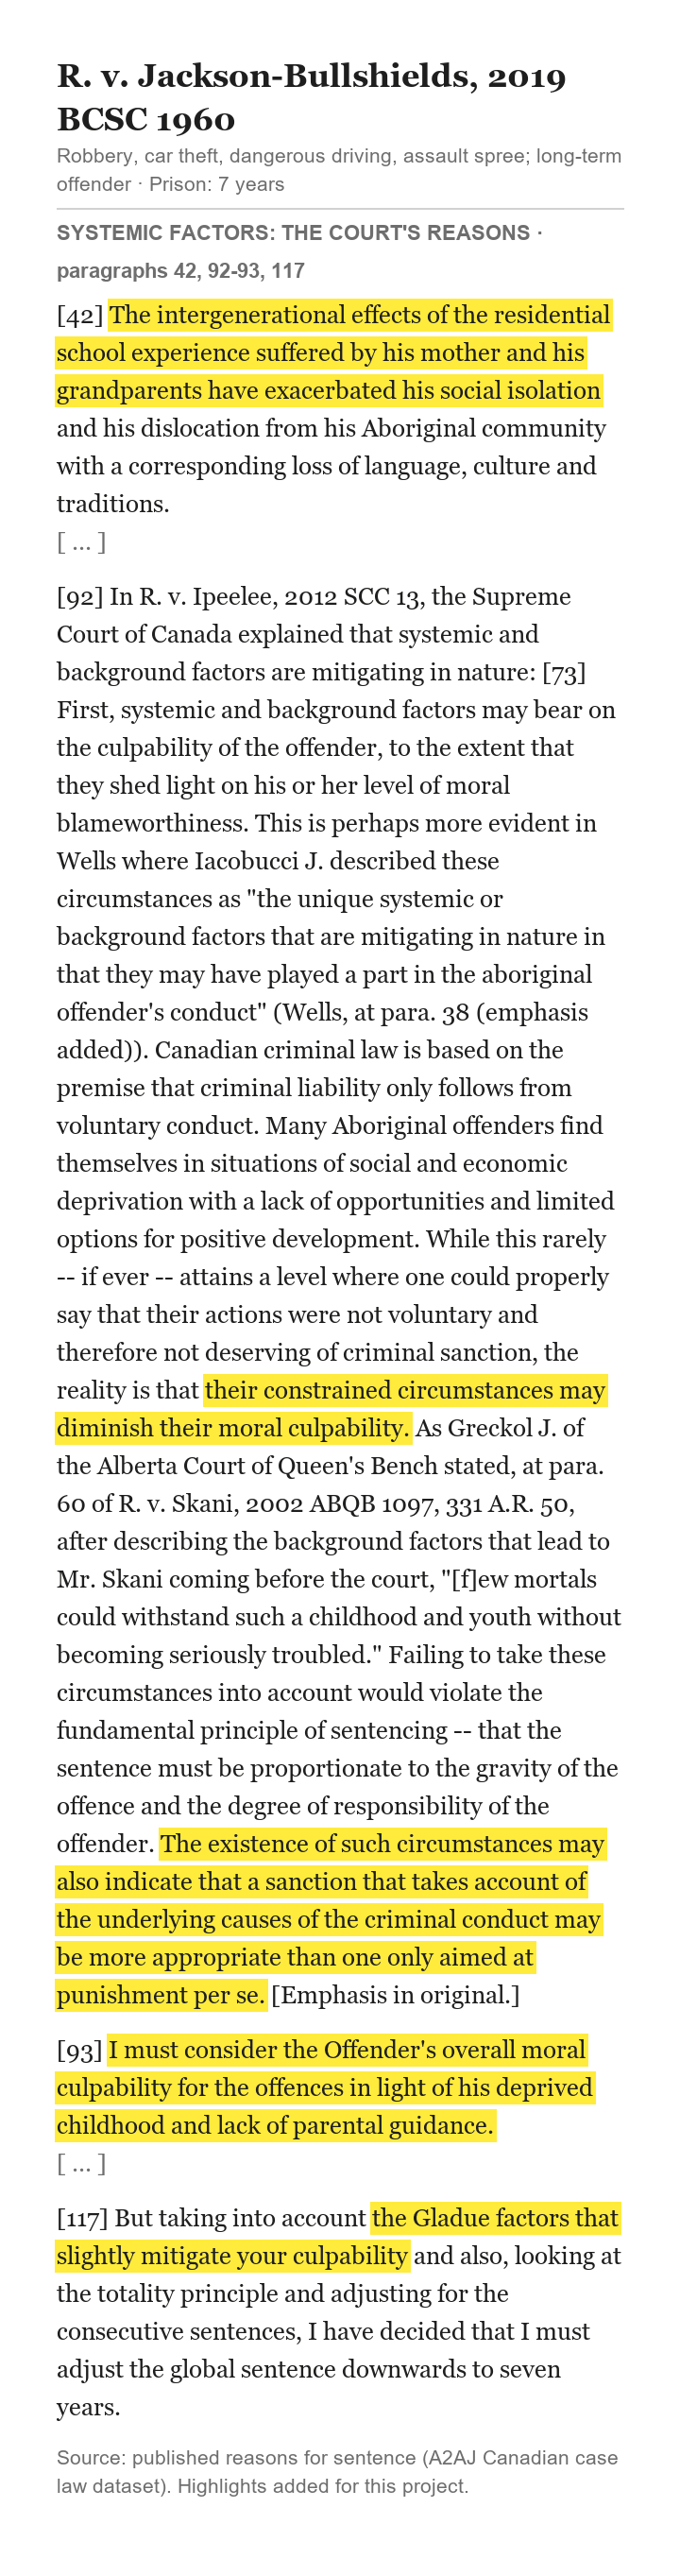 R. v. Jackson-Bullshields, 2019
BCSC 1960
Robbery, car theft, dangerous driving, assault spree; long-term
offender · Prison: 7 years
SYSTEMIC FACTORS: THE COURT'S REASONS ·
paragraphs 42, 92-93, 117
[42] The intergenerational effects of the residential
school experience suffered by his mother and his
grandparents have exacerbated his social isolation
and his dislocation from his Aboriginal community
with a corresponding loss of language, culture and
traditions.
[ ... ]
[92] In R. v. Ipeelee, 2012 SCC 13, the Supreme
Court of Canada explained that systemic and
background factors are mitigating in nature: [73]
First, systemic and background factors may bear on
the culpability of the offender, to the extent that
they shed light on his or her level of moral
blameworthiness. This is perhaps more evident in
Wells where Iacobucci J. described these
circumstances as "the unique systemic or
background factors that are mitigating in nature in
that they may have played a part in the aboriginal
offender's conduct" (Wells, at para. 38 (emphasis
added)). Canadian criminal law is based on the
premise that criminal liability only follows from
voluntary conduct. Many Aboriginal offenders find
themselves in situations of social and economic
deprivation with a lack of opportunities and limited
options for positive development. While this rarely
-- if ever -- attains a level where one could properly
say that their actions were not voluntary and
therefore not deserving of criminal sanction, the
reality is that their constrained circumstances may
diminish their moral culpability. As Greckol J. of
the Alberta Court of Queen's Bench stated, at para.
60 of R. v. Skani, 2002 ABQB 1097, 331 A.R. 50,
after describing the background factors that lead to
Mr. Skani coming before the court, "[f]ew mortals
could withstand such a childhood and youth without
becoming seriously troubled." Failing to take these
circumstances into account would violate the
fundamental principle of sentencing -- that the
sentence must be proportionate to the gravity of the
offence and the degree of responsibility of the
offender. The existence of such circumstances may
also indicate that a sanction that takes account of
the underlying causes of the criminal conduct may
be more appropriate than one only aimed at
punishment per se. [Emphasis in original.]
[93] I must consider the Offender's overall moral
culpability for the offences in light of his deprived
childhood and lack of parental guidance.
[ ... ]
[117] But taking into account the Gladue factors that
slightly mitigate your culpability and also, looking at
the totality principle and adjusting for the
consecutive sentences, I have decided that I must
adjust the global sentence downwards to seven
years.
Source: published reasons for sentence (A2AJ Canadian case
law dataset). Highlights added for this project.